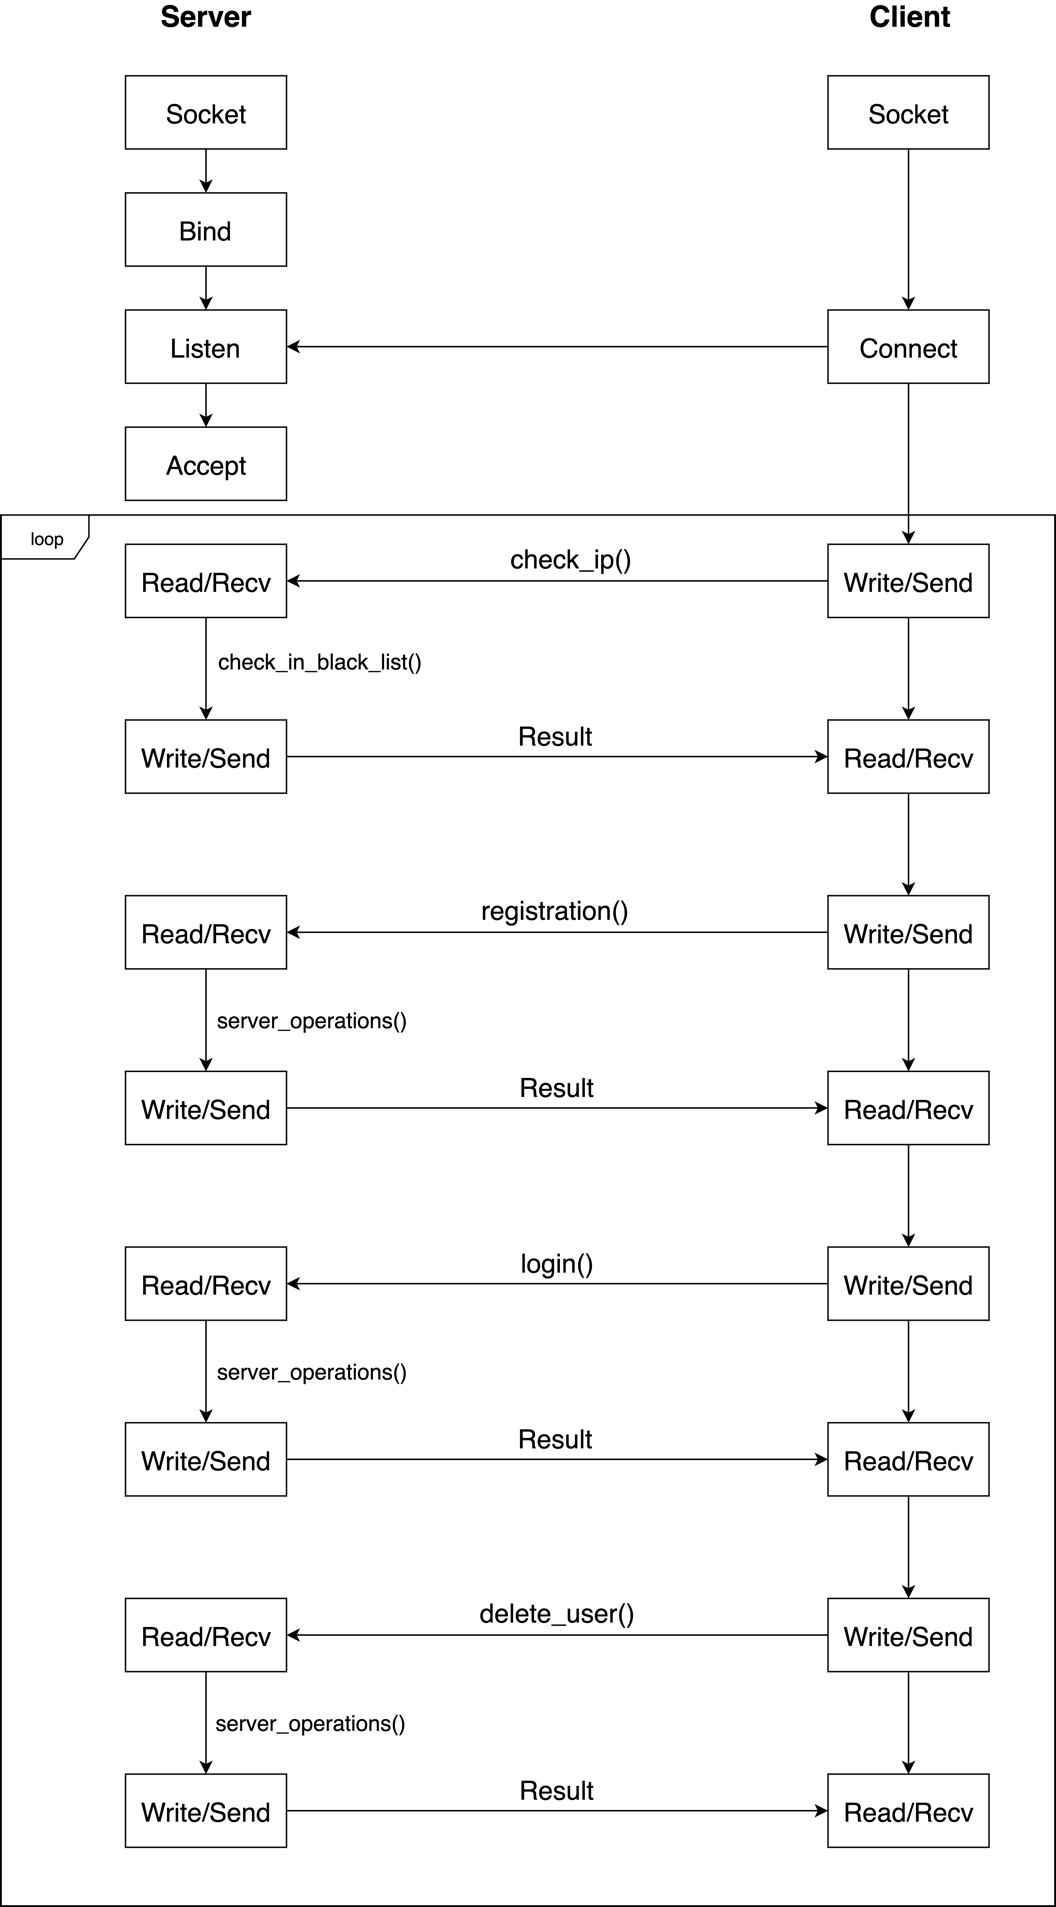 Server
Client
Socket
Socket
Bind
Listen
Connect
Accept
loop
Read/Recv
check_ip()
Write/Send
check_in_black_list()
Write/Send
Result
Read/Recv
Read/Recv
registration()
Write/Send
server_operations()
Write/Send
Result
Read/Recv
Read/Recv
login()
Write/Send
server_operations()
Write/Send
Result
Read/Recv
Read/Recv
delete_user()
Write/Send
server_operations()
Write/Send
Result
Read/Recv